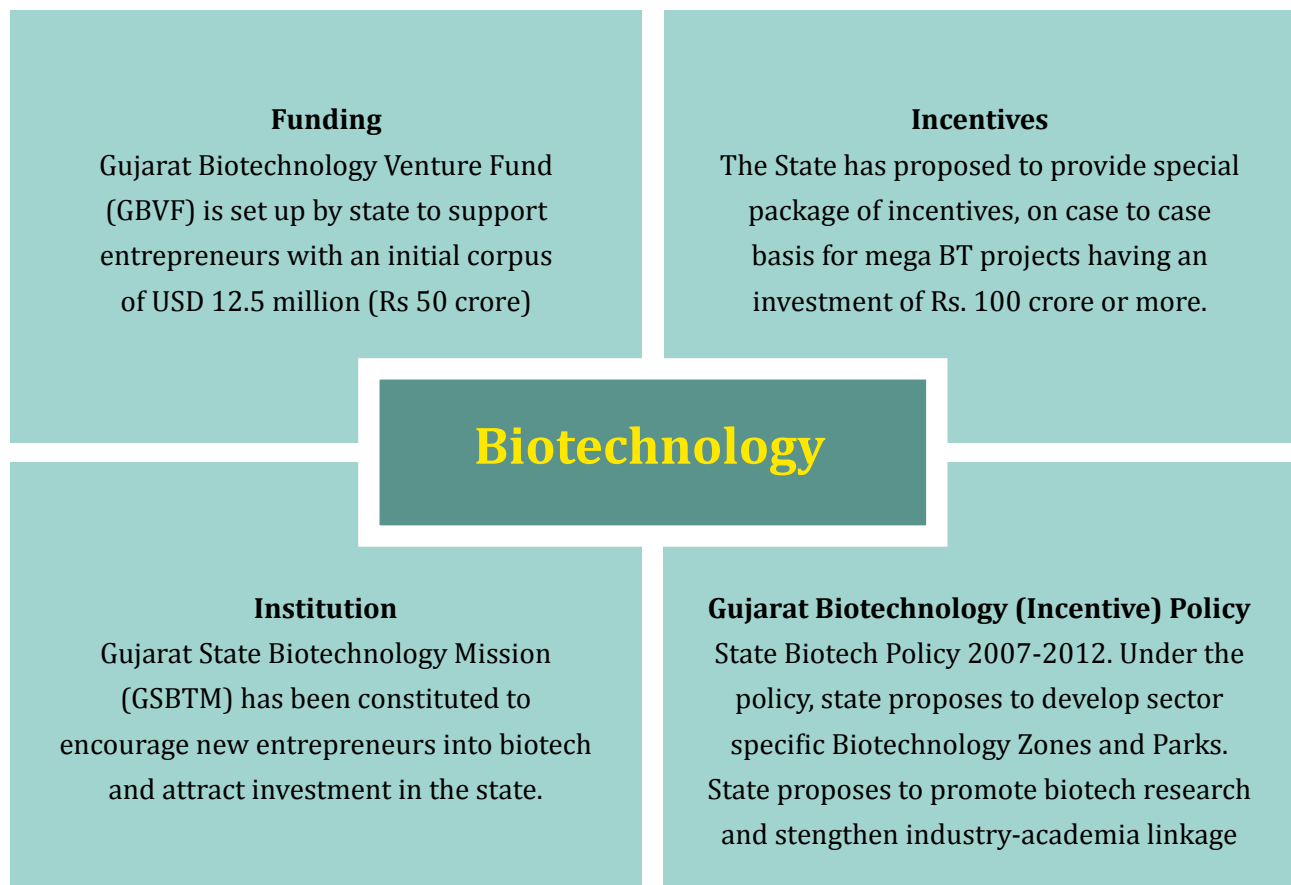 Funding
Gujarat Biotechnology Venture Fund
(GBVF) is set up by state to support
entrepreneurs with an initial corpus
of USD 12.5 million (Rs 50 crore)
Incentives
The State has proposed to provide special
package of incentives, on case to case
basis for mega BT projects having an
investment of Rs. 100 crore or more.
Biotechnology
Institution
Gujarat State Biotechnology Mission
(GSBTM) has been constituted to
encourage new entrepreneurs into biotech
and attract investment in the state.
Gujarat Biotechnology (Incentive) Policy
State Biotech Policy 2007-2012. Under the
policy, state proposes to develop sector
specific Biotechnology Zones and Parks.
State proposes to promote biotech research
and stengthen industry-academia linkage